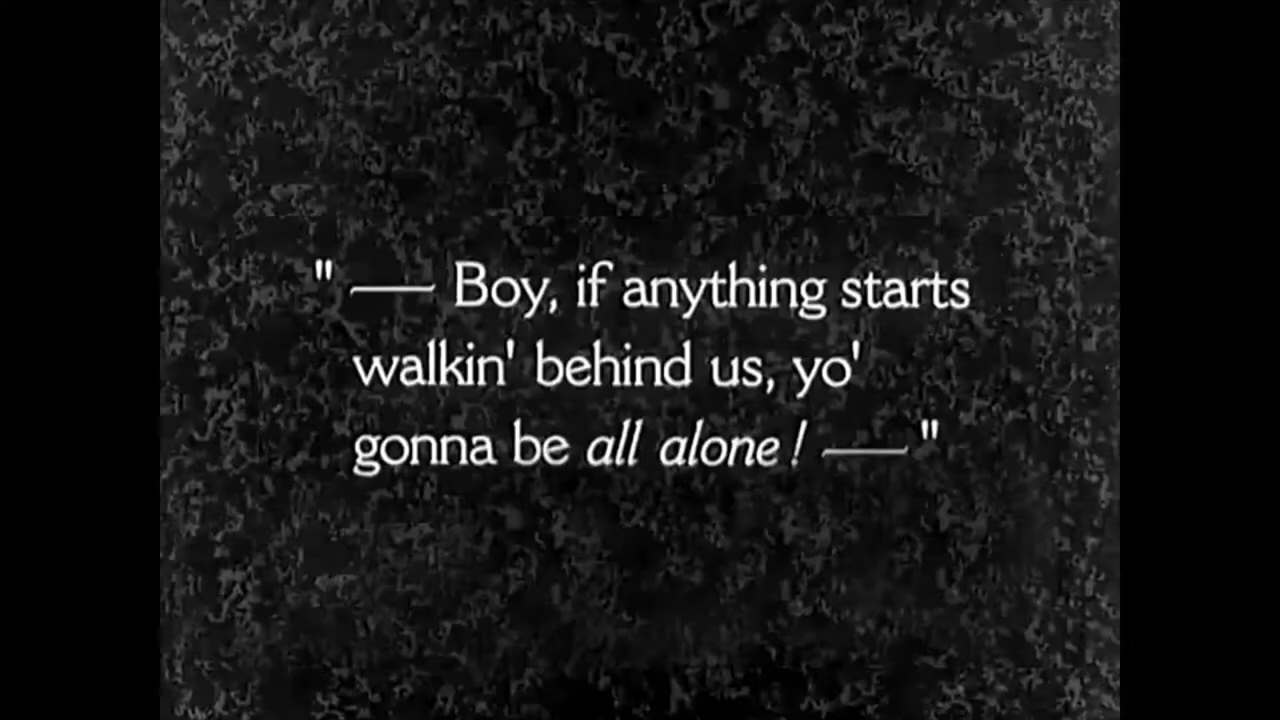 "—— Boy, if anything starts
walkin' behind us, yo'
gonna be all alone! ——"